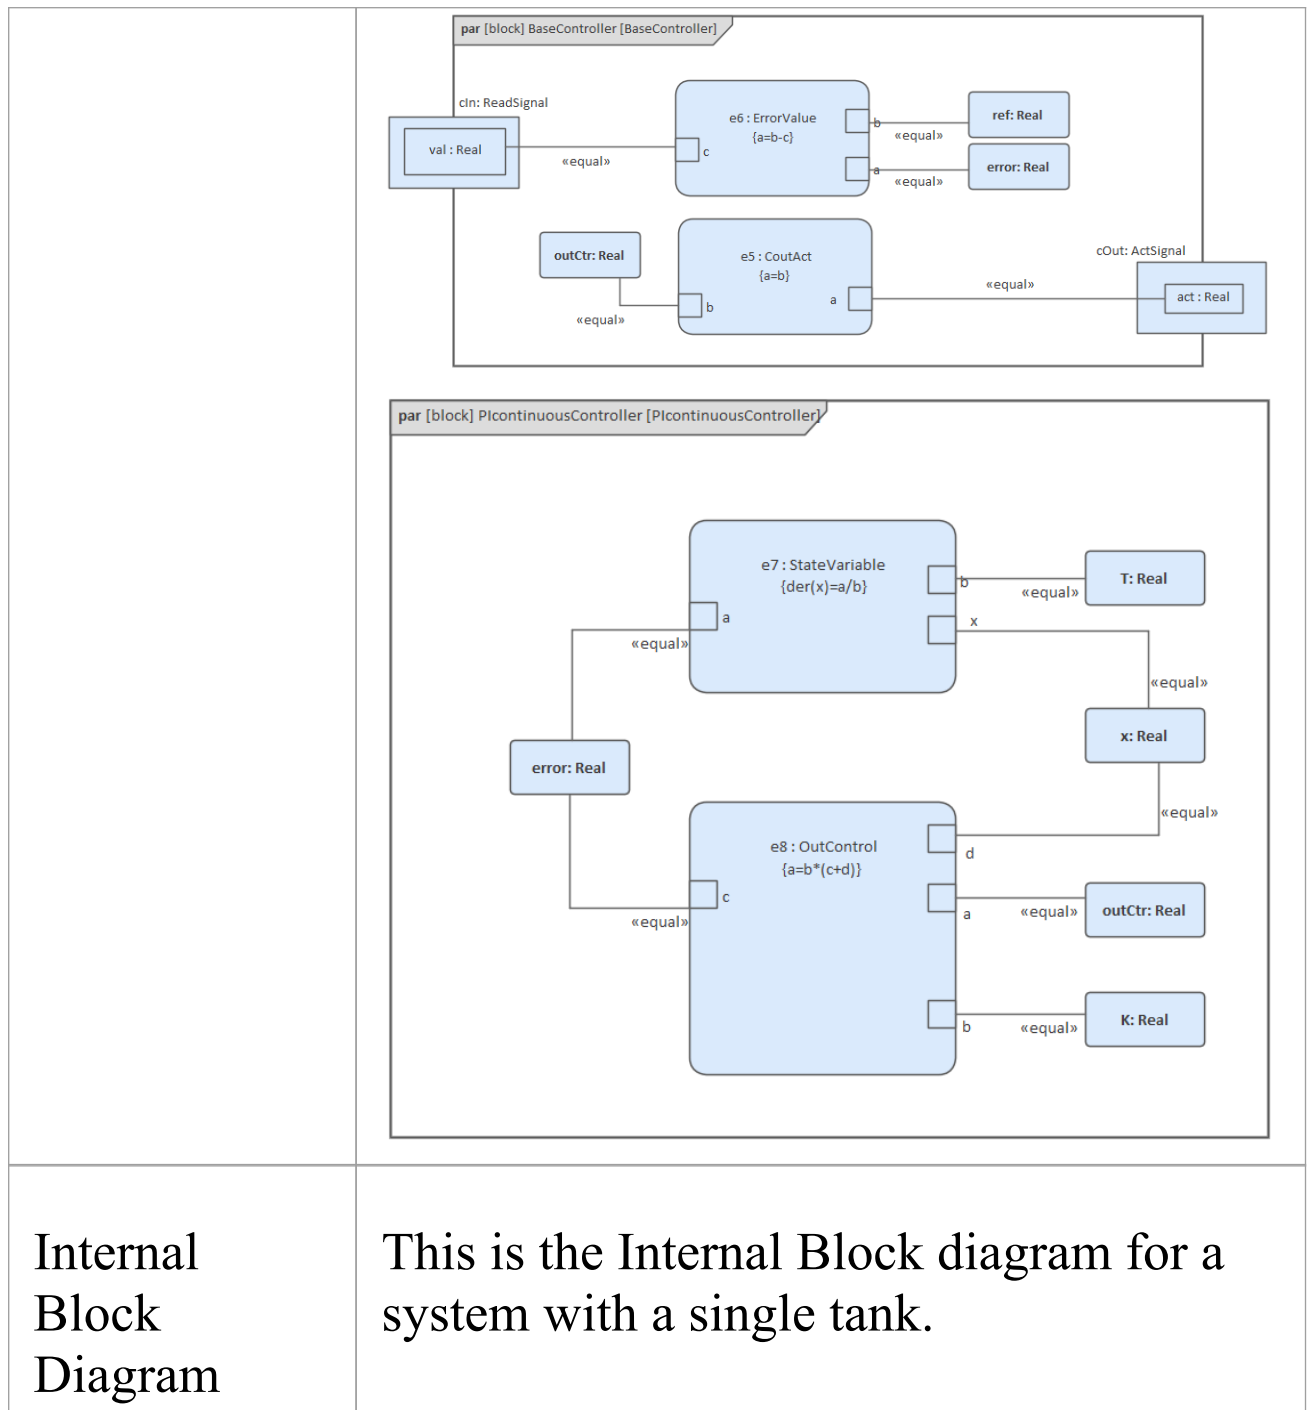 par [block] BaseController [BaseController]
cIn: ReadSignal
val : Real
«equal»
e6 : ErrorValue
{a=b-c}
c
b
a
«equal»
«equal»
ref: Real
error: Real
outCtr: Real
«equal»
e5 : CoutAct
{a=b}
b
a
«equal»
cOut: ActSignal
act : Real
par [block] PIcontinuousController [PIcontinuousController]
e7 : StateVariable
{der(x)=a/b}
a
b
x
«equal»
«equal»
T: Real
«equal»
x: Real
«equal»
error: Real
e8 : OutControl
{a=b*(c+d)}
c
d
a
b
«equal»
«equal»
outCtr: Real
«equal»
K: Real
Internal
Block
Diagram
This is the Internal Block diagram for a
system with a single tank.